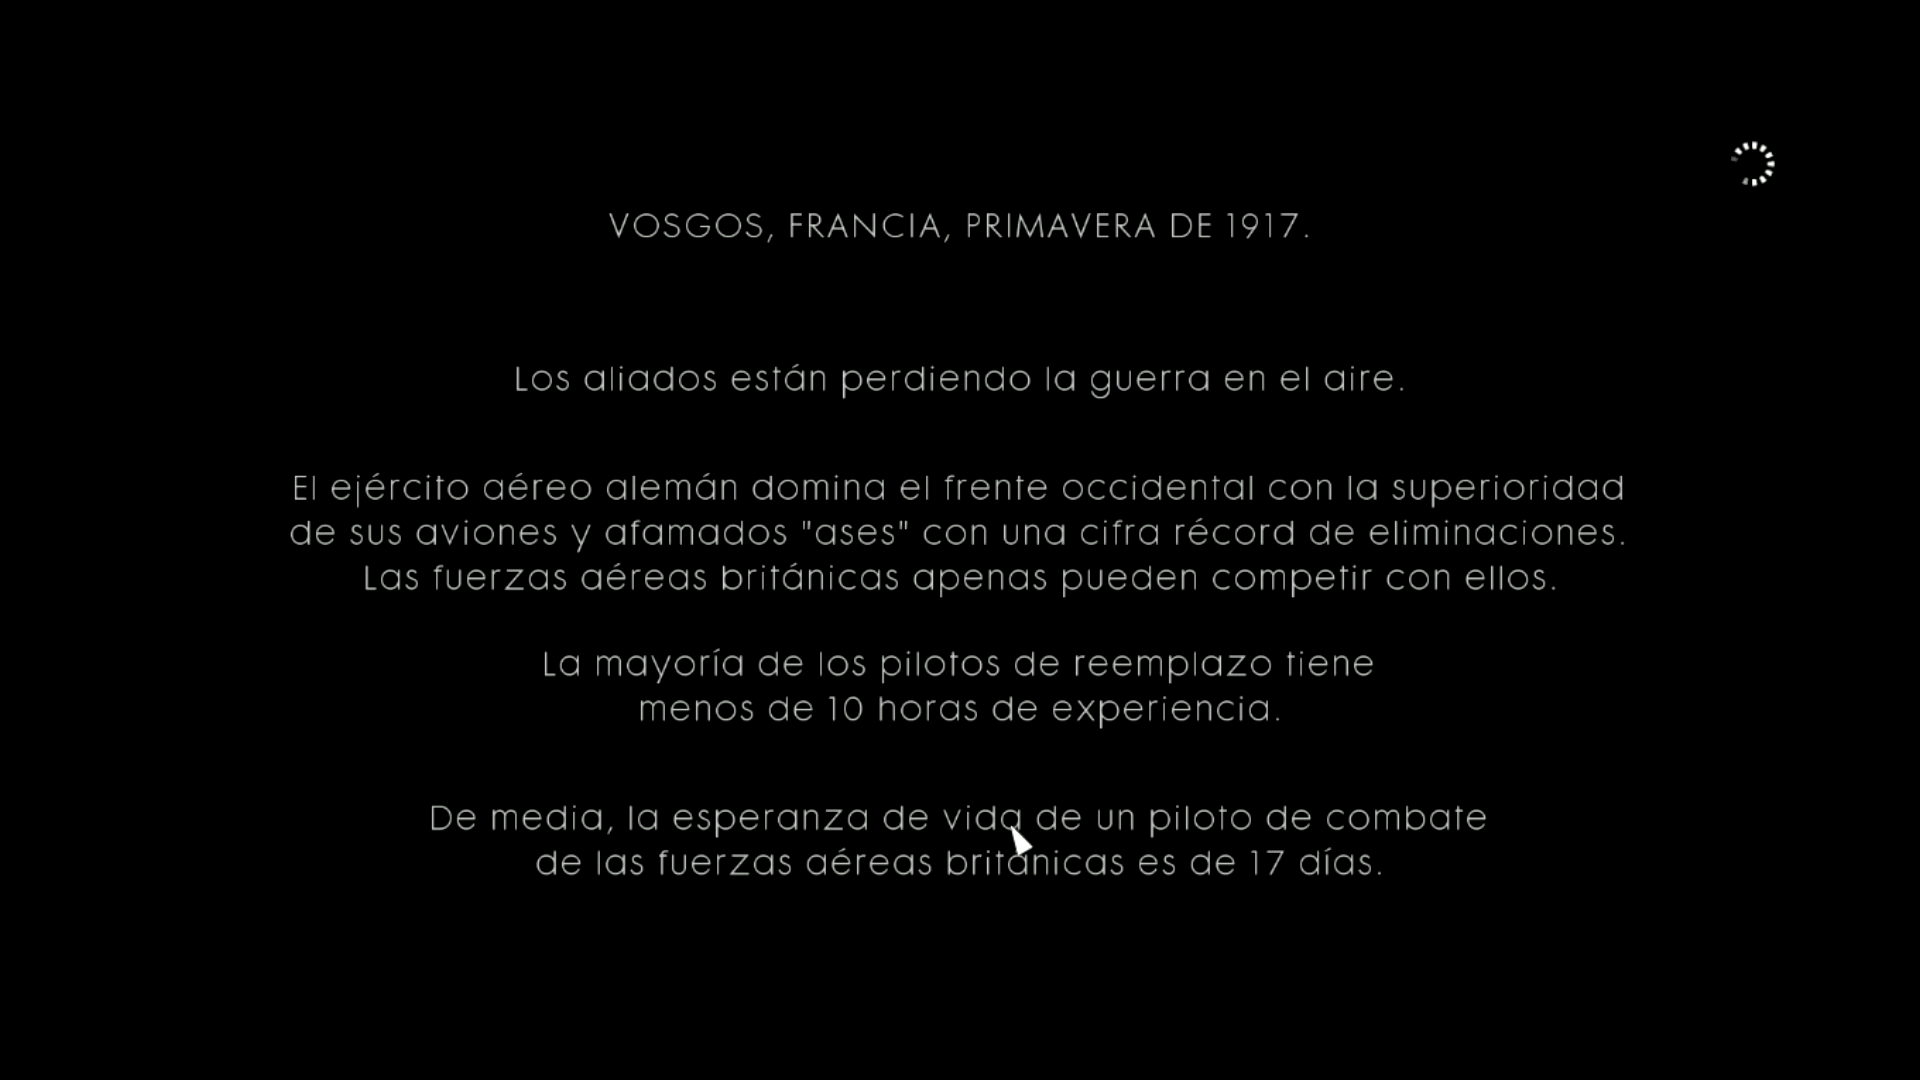 VOSGOS, FRANCIA, PRIMAVERA DE 1917.
Los aliados están perdiendo la guerra en el aire.
El ejército aéreo alemán domina el frente occidental con la superioridad
de sus aviones y afamados "ases" con una cifra récord de eliminaciones.
Las fuerzas aéreas británicas apenas pueden competir con ellos.
La mayoría de los pilotos de reemplazo tiene
menos de 10 horas de experiencia.
De media, la esperanza de vida de un piloto de combate
de las fuerzas aéreas británicas es de 17 días.